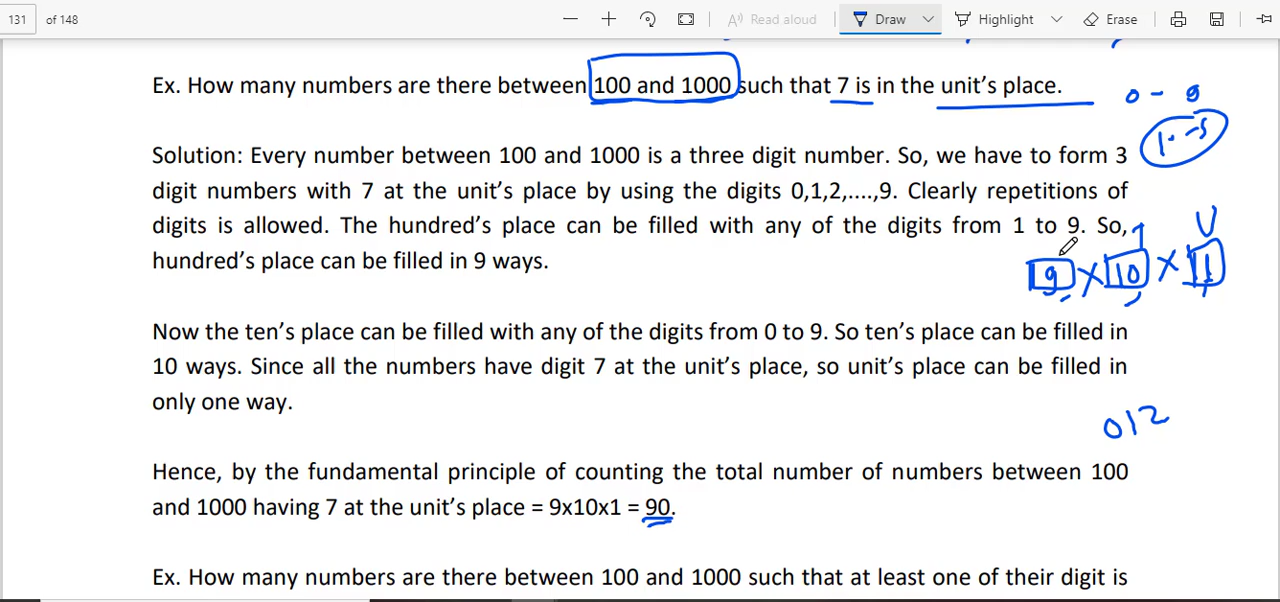 131 of 148 Read aloud Draw Highlight Erase
Ex. How many numbers are there between 100 and 1000 such that 7 is in the unit's place.
0 - 9
Solution: Every number between 100 and 1000 is a three digit number. So, we have to form 3
digit numbers with 7 at the unit's place by using the digits 0,1,2,....,9. Clearly repetitions of
digits is allowed. The hundred's place can be filled with any of the digits from 1 to 9. So,
hundred's place can be filled in 9 ways.
U
9 × 10 × 1
Now the ten's place can be filled with any of the digits from 0 to 9. So ten's place can be filled in
10 ways. Since all the numbers have digit 7 at the unit's place, so unit's place can be filled in
only one way.
012
Hence, by the fundamental principle of counting the total number of numbers between 100
and 1000 having 7 at the unit's place = 9x10x1 = 90.
Ex. How many numbers are there between 100 and 1000 such that at least one of their digit is